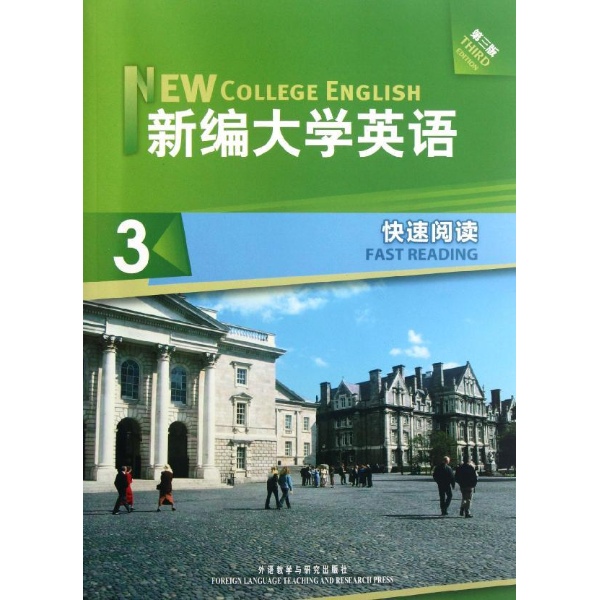 第三版
THIRD
EDITION
NEW COLLEGE ENGLISH
新编大学英语
3
快速阅读
FAST READING
外语教学与研究出版社
FOREIGN LANGUAGE TEACHING AND RESEARCH PRESS